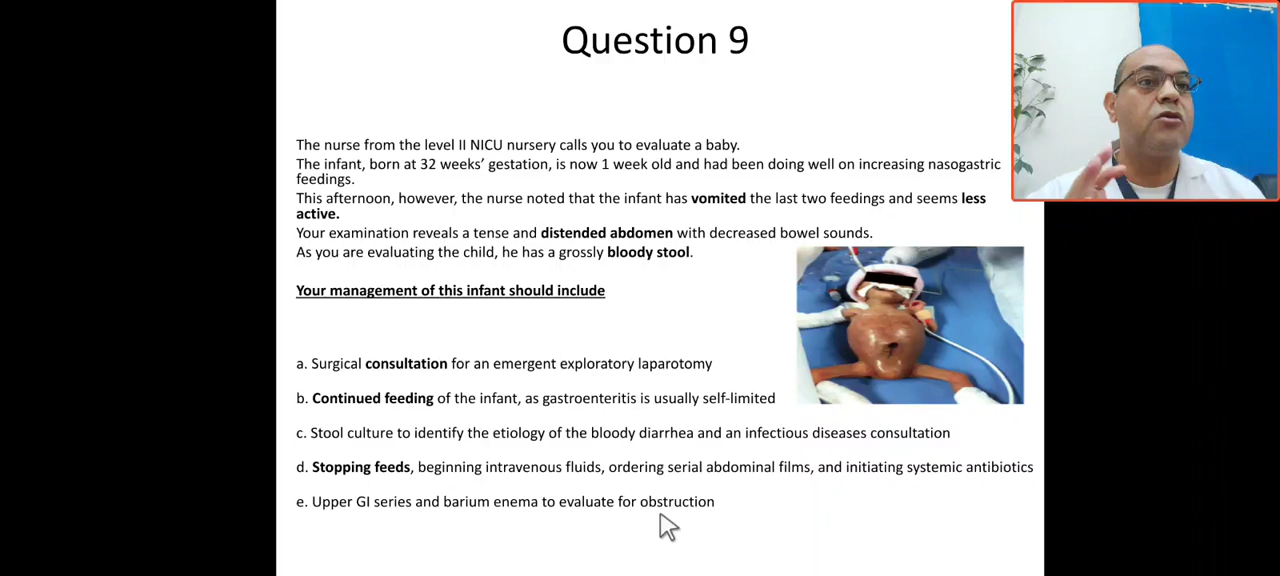 Question 9
The nurse from the level II NICU nursery calls you to evaluate a baby.
The infant, born at 32 weeks’ gestation, is now 1 week old and had been doing well on increasing nasogastric
feedings.
This afternoon, however, the nurse noted that the infant has vomited the last two feedings and seems less
active.
Your examination reveals a tense and distended abdomen with decreased bowel sounds.
As you are evaluating the child, he has a grossly bloody stool.
Your management of this infant should include
a. Surgical consultation for an emergent exploratory laparotomy
b. Continued feeding of the infant, as gastroenteritis is usually self-limited
c. Stool culture to identify the etiology of the bloody diarrhea and an infectious diseases consultation
d. Stopping feeds, beginning intravenous fluids, ordering serial abdominal films, and initiating systemic antibiotics
e. Upper GI series and barium enema to evaluate for obstruction